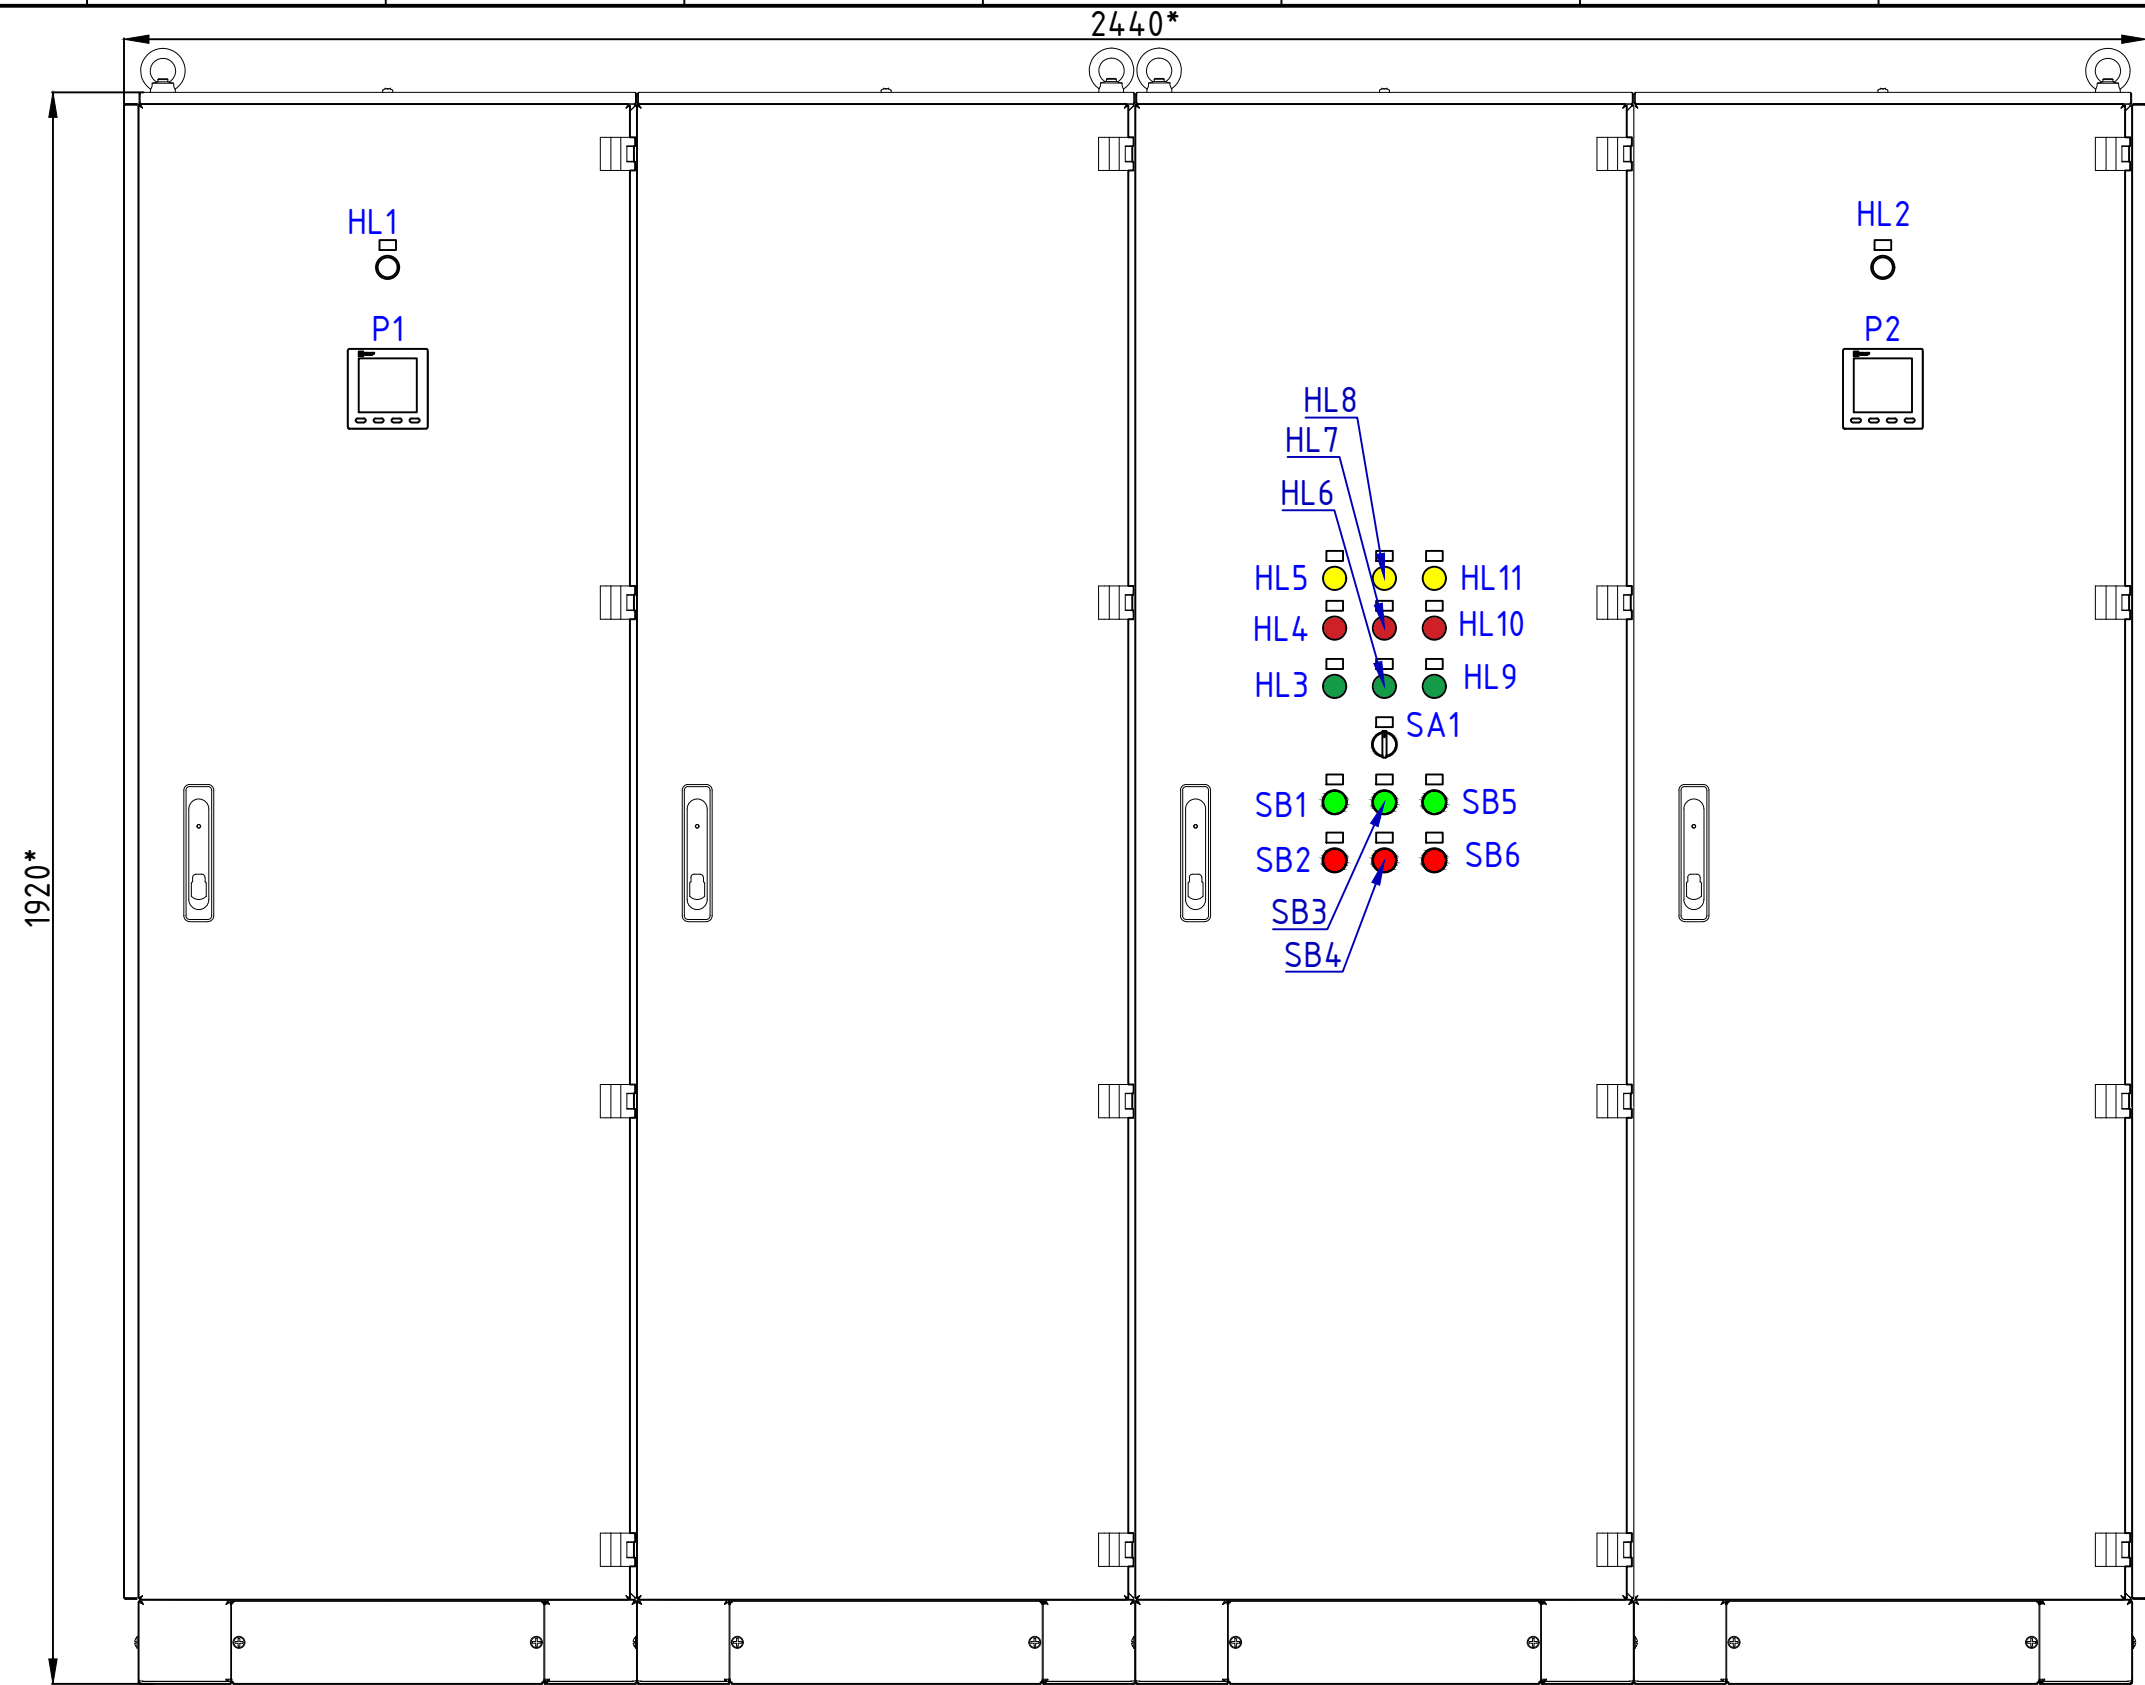 2440*
HL1
HL2
P1
P2
HL8
HL7
HL6
HL5
HL11
HL4
HL10
HL3
HL9
SA1
SB1
SB5
SB2
SB6
SB3
SB4
1920*